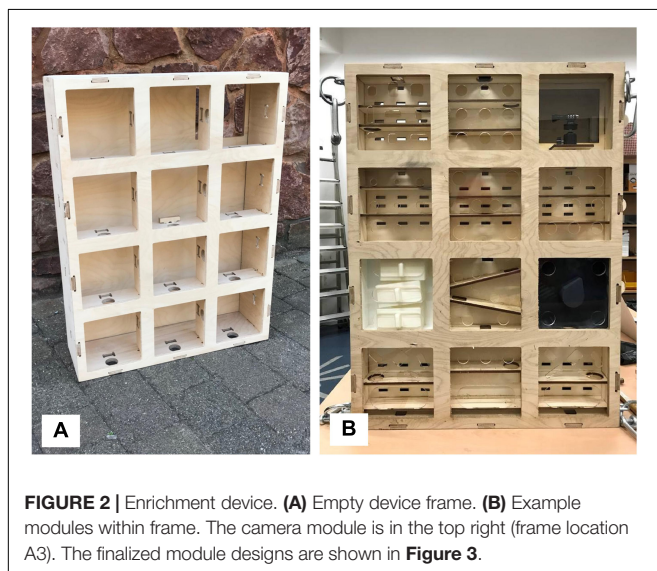 A
B
FIGURE 2 | Enrichment device. (A) Empty device frame. (B) Example
modules within frame. The camera module is in the top right (frame location
A3). The finalized module designs are shown in Figure 3.